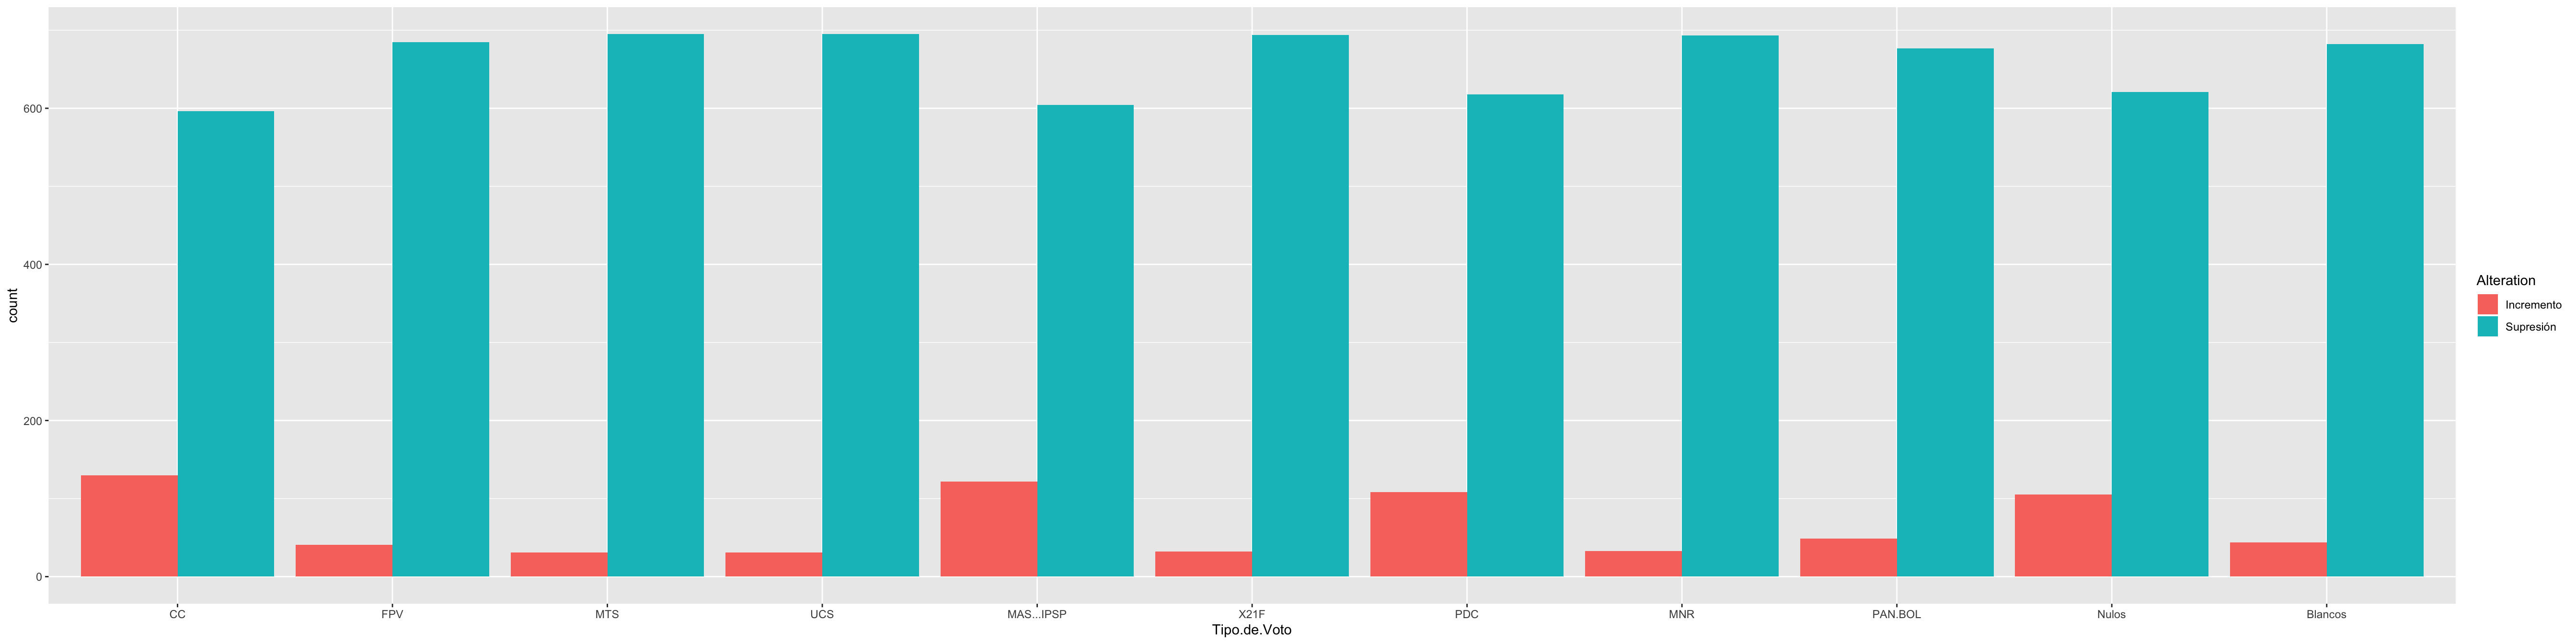 count
600
400
200
0
CC
FPV
MTS
UCS
MAS...IPSP
X21F
PDC
MNR
PAN.BOL
Nulos
Blancos
Tipo.de.Voto
Alteration
Incremento
Supresión